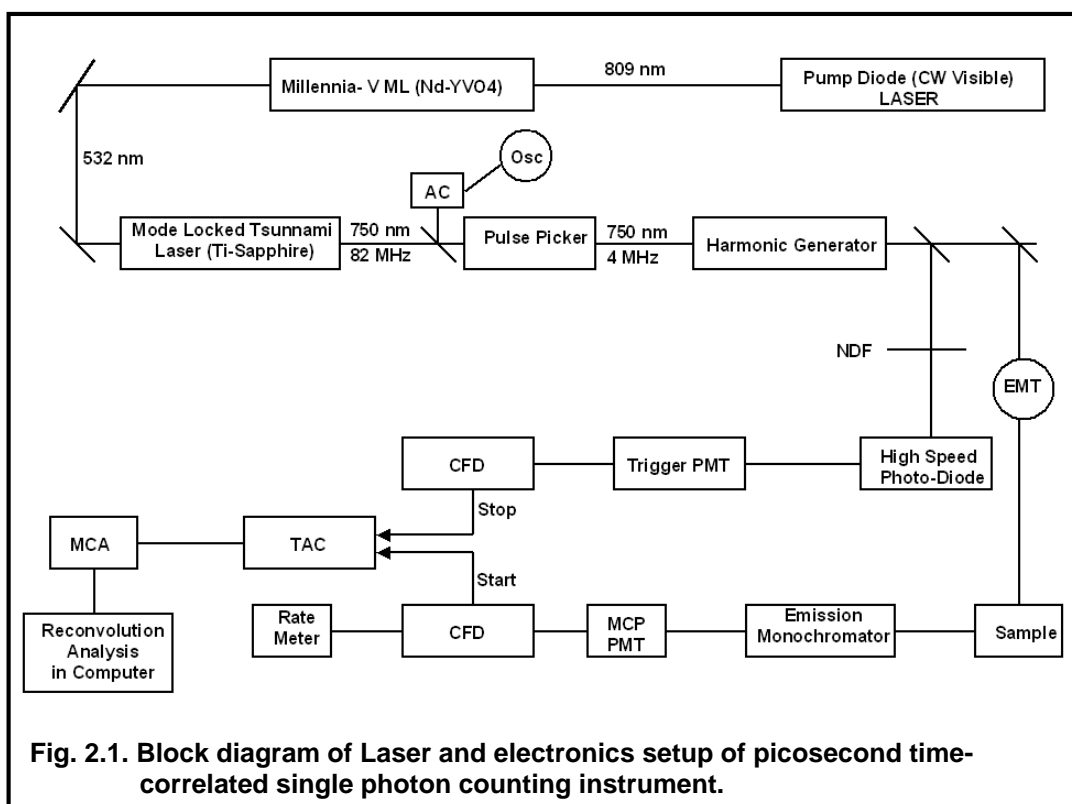 809 nm
Millennia- V ML (Nd-YVO4)
Pump Diode (CW Visible)
LASER
532 nm
Osc
AC
Mode Locked Tsunnami
Laser (Ti-Sapphire)
750 nm
82 MHz
Pulse Picker
750 nm
4 MHz
Harmonic Generator
NDF
EMT
CFD
Trigger PMT
High Speed
Photo-Diode
Stop
MCA
TAC
Start
Reconvolution
Analysis
in Computer
Rate
Meter
CFD
MCP
PMT
Emission
Monochromator
Sample
Fig. 2.1. Block diagram of Laser and electronics setup of picosecond time-
correlated single photon counting instrument.